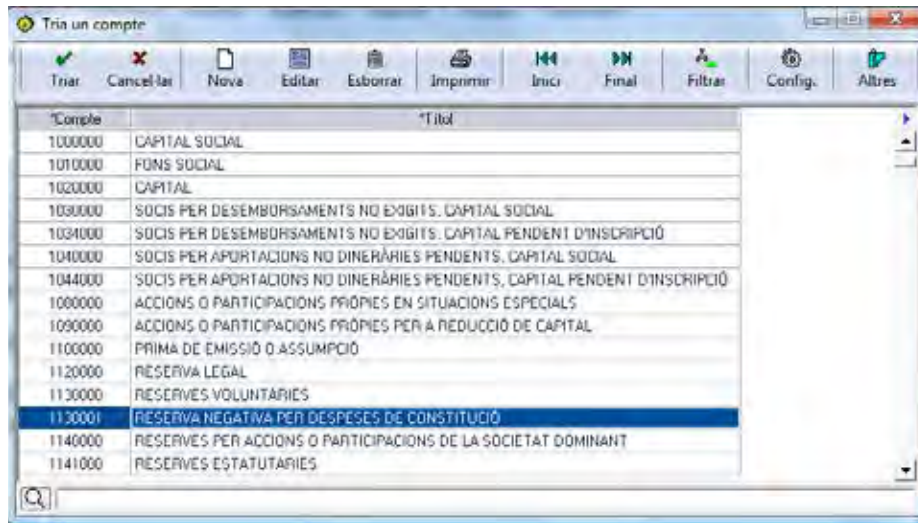 Tria un compte
Triar Cancel·lar Nova Editar Esborrar Imprimir Inici Final Filtrar Config. Altres
*Compte *Títol
1000000 CAPITAL SOCIAL
1010000 FONS SOCIAL
1020000 CAPITAL
1030000 SOCIS PER DESEMBORSAMENTS NO EXIGITS. CAPITAL SOCIAL
1034000 SOCIS PER DESEMBORSAMENTS NO EXIGITS. CAPITAL PENDENT D'INSCRIPCIÓ
1040000 SOCIS PER APORTACIONS NO DINERÀRIES PENDENTS, CAPITAL SOCIAL
1044000 SOCIS PER APORTACIONS NO DINERÀRIES PENDENTS, CAPITAL PENDENT D'INSCRIPCIÓ
1080000 ACCIONS O PARTICIPACIONS PRÒPIES EN SITUACIONS ESPECIALS
1090000 ACCIONS O PARTICIPACIONS PRÒPIES PER A REDUCCIÓ DE CAPITAL
1100000 PRIMA DE EMISSIÓ O ASSUMPCIÓ
1120000 RESERVA LEGAL
1130000 RESERVES VOLUNTÀRIES
1130001 RESERVA NEGATIVA PER DESPESES DE CONSTITUCIÓ
1140000 RESERVES PER ACCIONS O PARTICIPACIONS DE LA SOCIETAT DOMINANT
1141000 RESERVES ESTATUTÀRIES